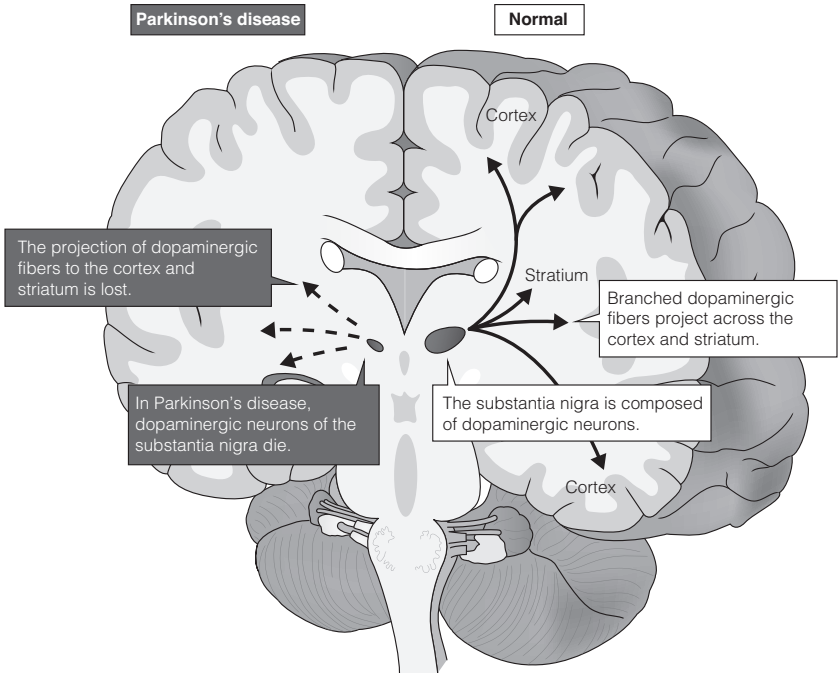 Parkinson's disease
Normal
Cortex
The projection of dopaminergic
fibers to the cortex and
striatum is lost.
Stratium
Branched dopaminergic
fibers project across the
cortex and striatum.
In Parkinson's disease,
dopaminergic neurons of the
substantia nigra die.
The substantia nigra is composed
of dopaminergic neurons.
Cortex